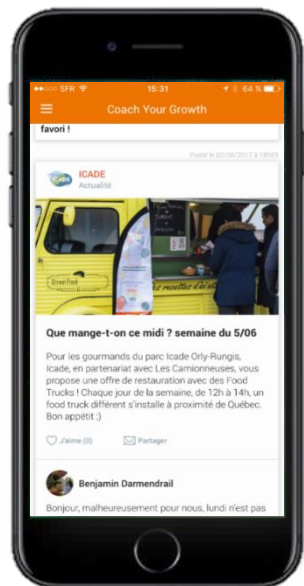 SFR 15:31 64 %
Coach Your Growth
favori !
Posté le 02/06/2017 à 18h25
ICADE
Actualité
Que mange-t-on ce midi ? semaine du 5/06
Pour les gourmands du parc Icade Orly-Rungis,
Icade, en partenariat avec Les Camionneuses, vous
propose une offre de restauration avec des Food
Trucks ! Chaque jour de la semaine, de 12h à 14h, un
food truck différent s'installe à proximité de Québec.
Bon appétit :)
J'aime (0) Partager
Benjamin Darmendrail
Bonjour, malheureusement pour nous, lundi n'est pas